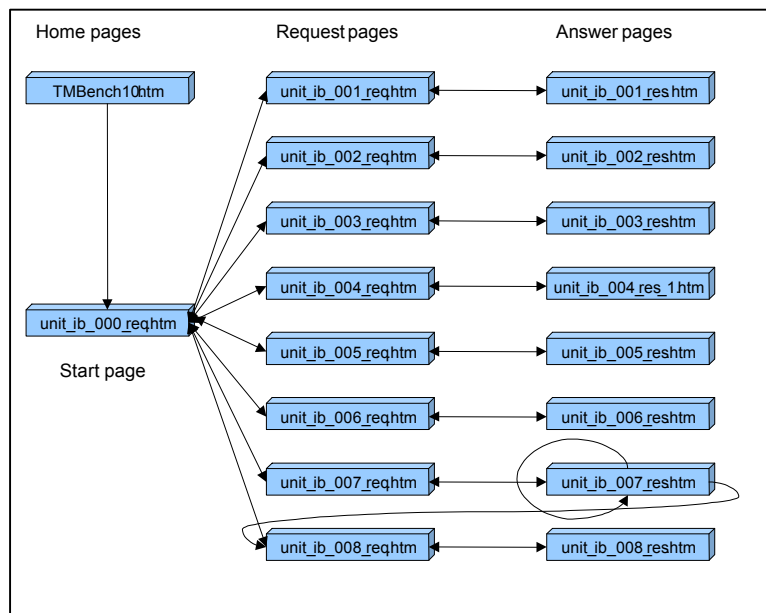 Home pages
Request pages
Answer pages
TMBench10.htm
unit_ib_001_req.htm
unit_ib_001_res.htm
unit_ib_002_req.htm
unit_ib_002_res.htm
unit_ib_003_req.htm
unit_ib_003_res.htm
unit_ib_004_req.htm
unit_ib_004_res_1.htm
unit_ib_000_req.htm
unit_ib_005_req.htm
unit_ib_005_res.htm
Start page
unit_ib_006_req.htm
unit_ib_006_res.htm
unit_ib_007_req.htm
unit_ib_007_res.htm
unit_ib_008_req.htm
unit_ib_008_res.htm